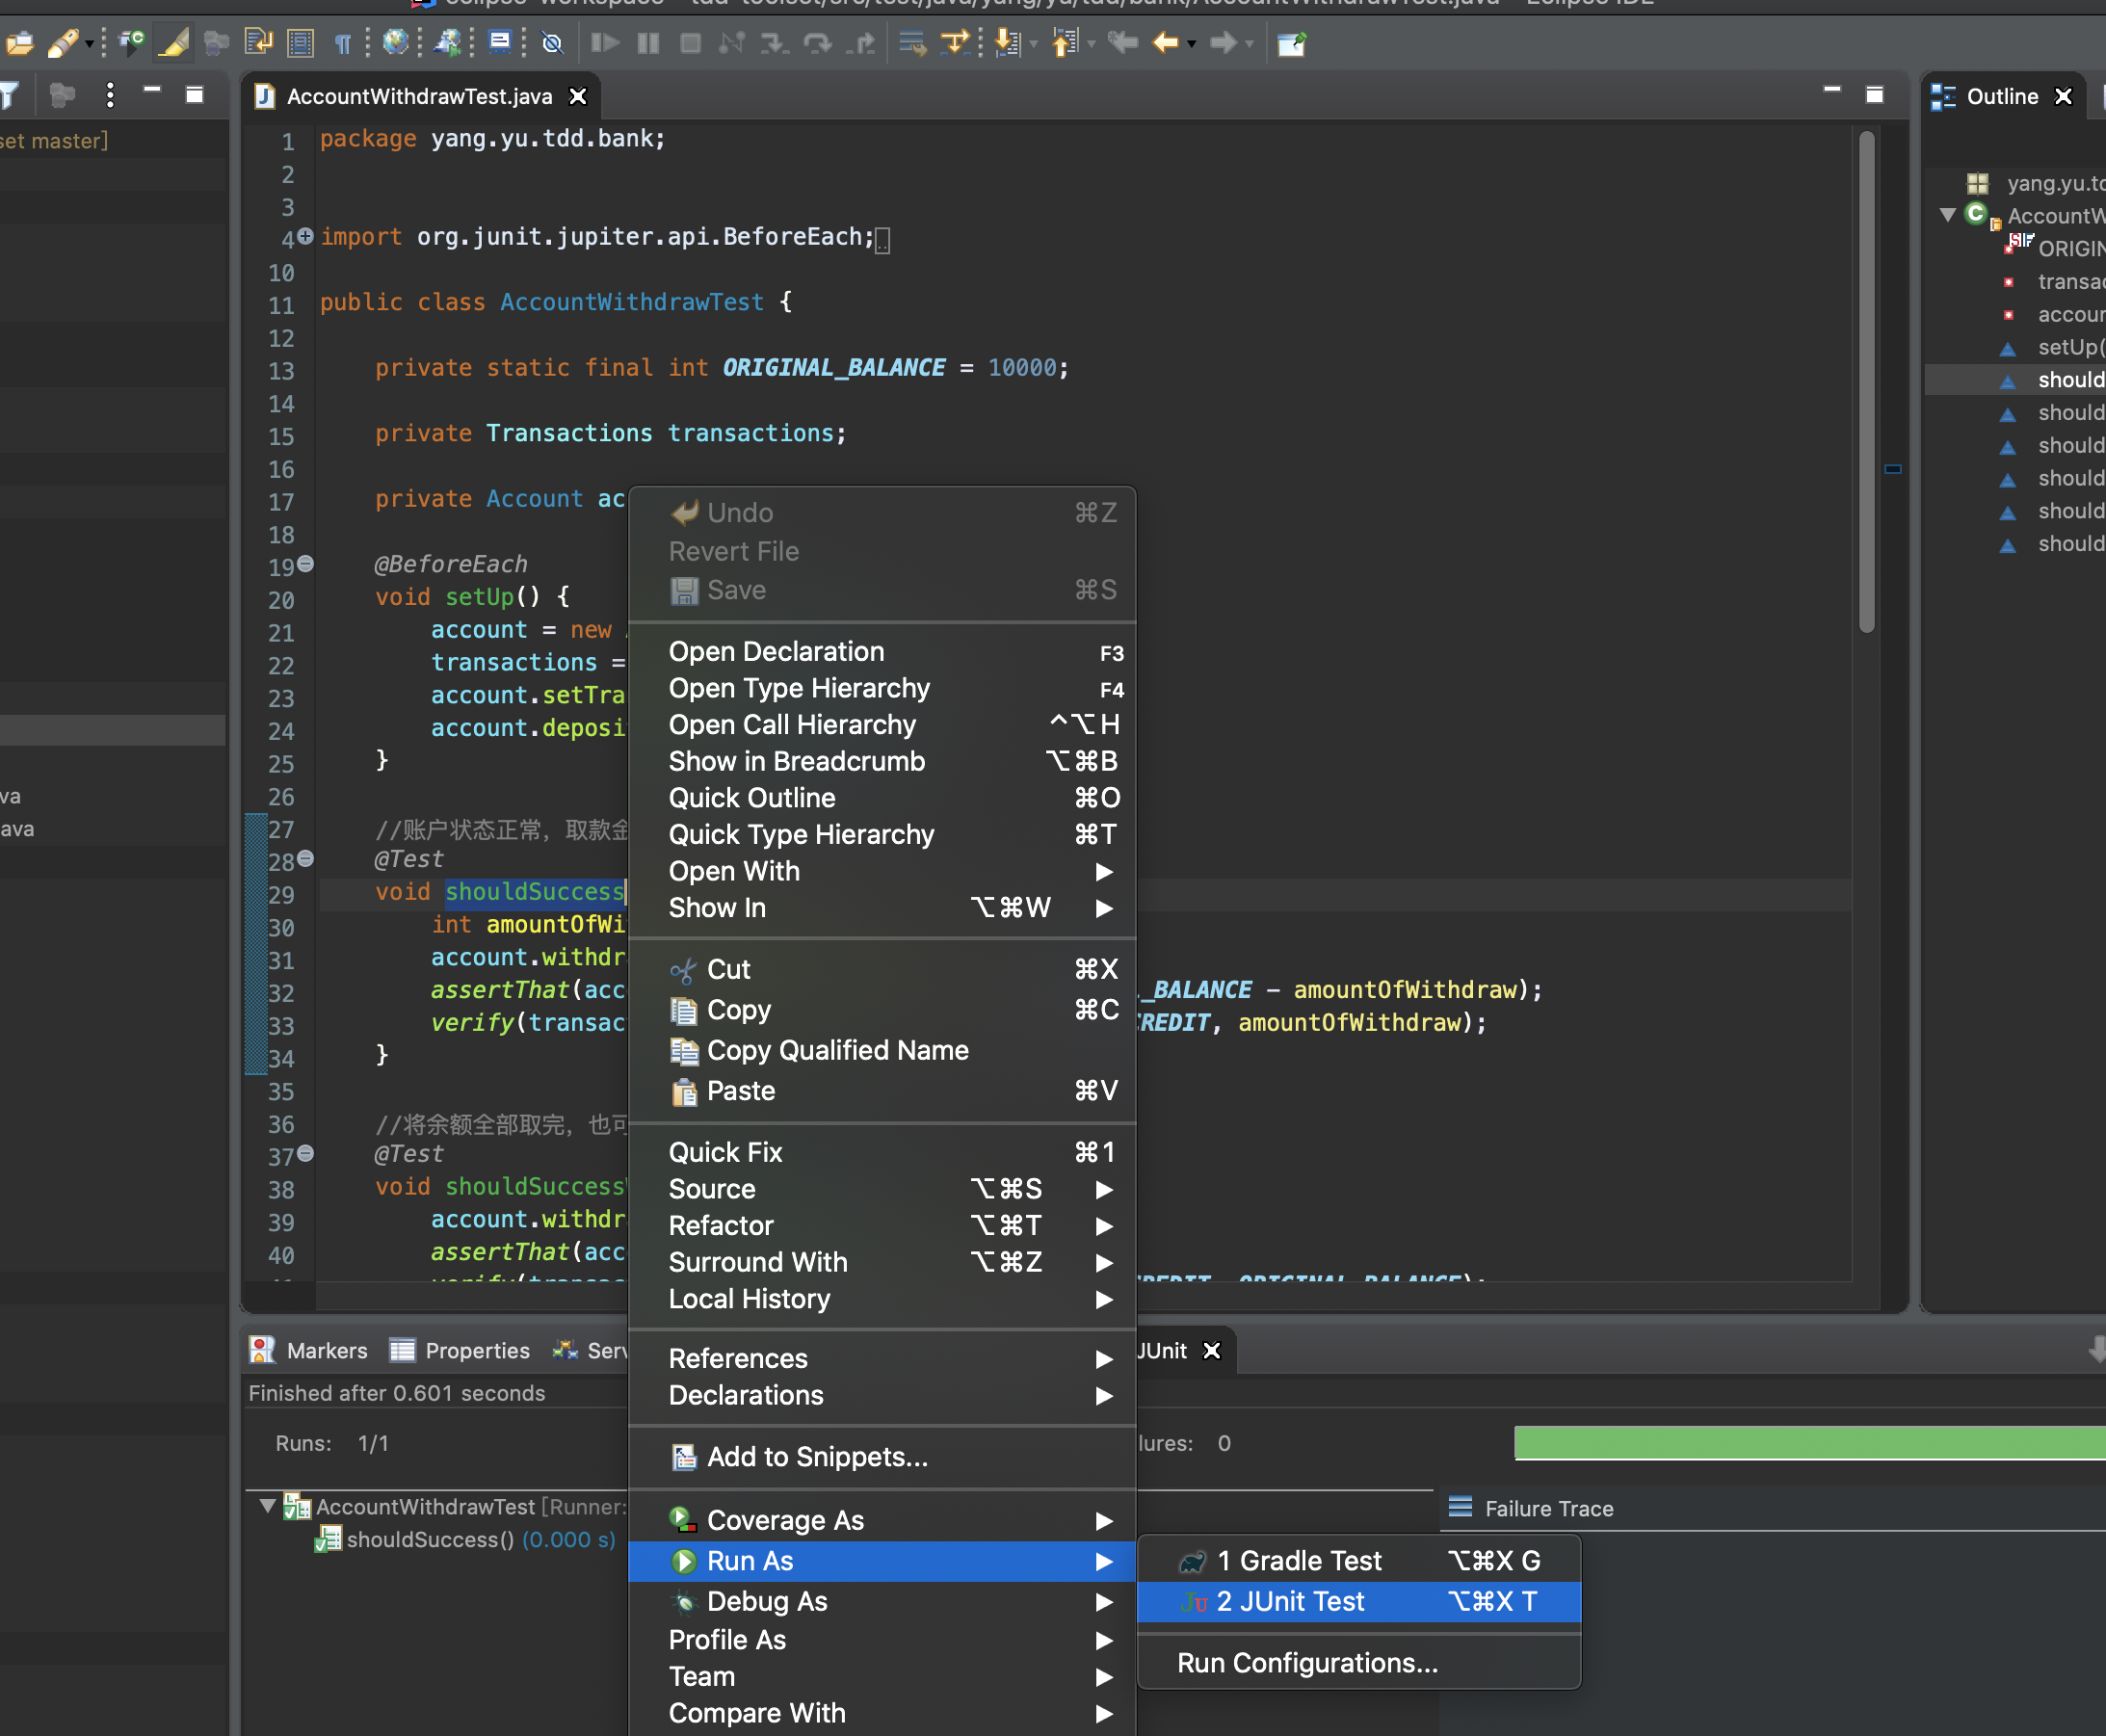 AccountWithdrawTest.java
Outline
set master]
1 package yang.yu.tdd.bank;
2
3
4 import org.junit.jupiter.api.BeforeEach;
10
11 public class AccountWithdrawTest {
12
13 private static final int ORIGINAL_BALANCE = 10000;
14
15 private Transactions transactions;
16
17 private Account ac
18
19 @BeforeEach
20 void setUp() {
21 account = new
22 transactions =
23 account.setTra
24 account.deposi
25 }
26
27 //账户状态正常，取款金
28 @Test
29 void shouldSuccess
30 int amountOfWi
31 account.withdr
32 assertThat(acc L_BALANCE - amountOfWithdraw);
33 verify(transac CREDIT, amountOfWithdraw);
34 }
35
36 //将余额全部取完，也可
37 @Test
38 void shouldSuccess
39 account.withdr
40 assertThat(acc
va
ava
yang.yu.td
AccountW
ORIGIN
transac
accour
setUp(
should
should
should
should
should
should
Undo ⌘Z
Revert File
Save ⌘S
Open Declaration F3
Open Type Hierarchy F4
Open Call Hierarchy ^⌥H
Show in Breadcrumb ⌥⌘B
Quick Outline ⌘O
Quick Type Hierarchy ⌘T
Open With
Show In ⌥⌘W
Cut ⌘X
Copy ⌘C
Copy Qualified Name
Paste ⌘V
Quick Fix ⌘1
Source ⌥⌘S
Refactor ⌥⌘T
Surround With ⌥⌘Z
Local History
References
Declarations
Add to Snippets...
Coverage As
Run As
Debug As
Profile As
Team
Compare With
1 Gradle Test ⌥⌘X G
2 JUnit Test ⌥⌘X T
Run Configurations...
Markers Properties Serv JUnit
Finished after 0.601 seconds
Runs: 1/1 lures: 0
AccountWithdrawTest [Runner:
shouldSuccess() (0.000 s)
Failure Trace